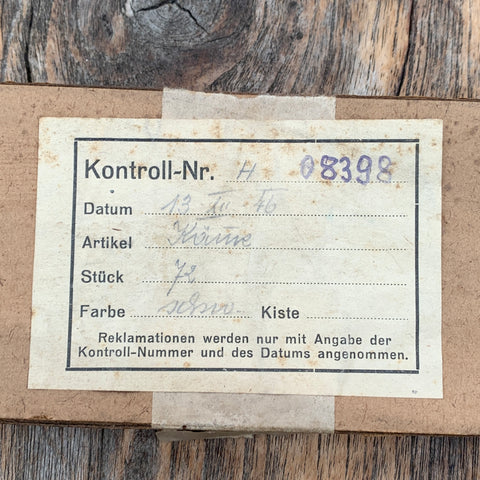 Kontroll-Nr. H 08398
Datum 13 XII 46
Artikel Kämme
Stück 72
Farbe schw. Kiste
Reklamationen werden nur mit Angabe der
Kontroll-Nummer und des Datums angenommen.